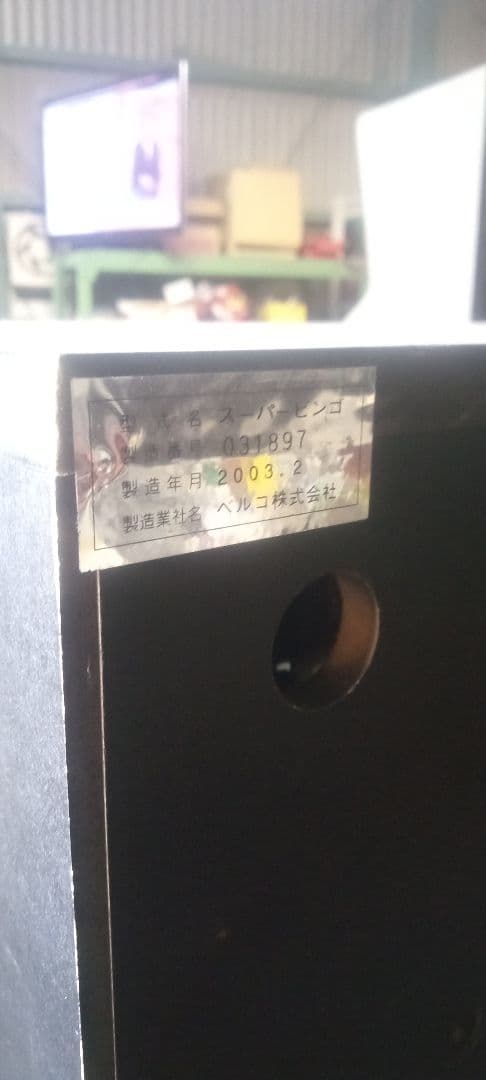 型式名 スーパービンゴ
製造番号 031897
製造年月 2003.2
製造業社名 ベルコ株式会社